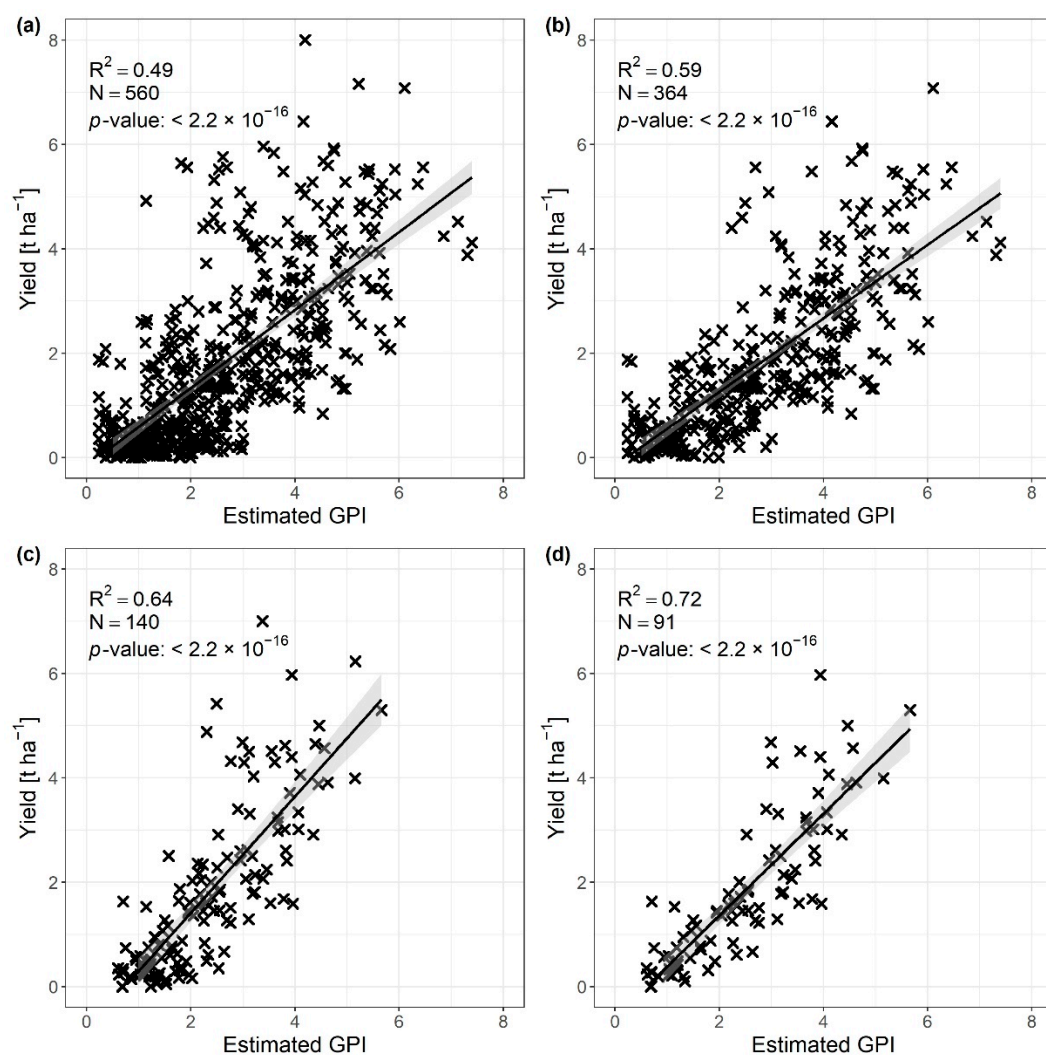 (a)
R² = 0.49
N = 560
p-value: < 2.2 × 10⁻¹⁶
Yield [t ha⁻¹]
8
6
4
2
0
0 2 4 6 8
Estimated GPI
(b)
R² = 0.59
N = 364
p-value: < 2.2 × 10⁻¹⁶
Yield [t ha⁻¹]
8
6
4
2
0
0 2 4 6 8
Estimated GPI
(c)
R² = 0.64
N = 140
p-value: < 2.2 × 10⁻¹⁶
Yield [t ha⁻¹]
8
6
4
2
0
0 2 4 6 8
Estimated GPI
(d)
R² = 0.72
N = 91
p-value: < 2.2 × 10⁻¹⁶
Yield [t ha⁻¹]
8
6
4
2
0
0 2 4 6 8
Estimated GPI